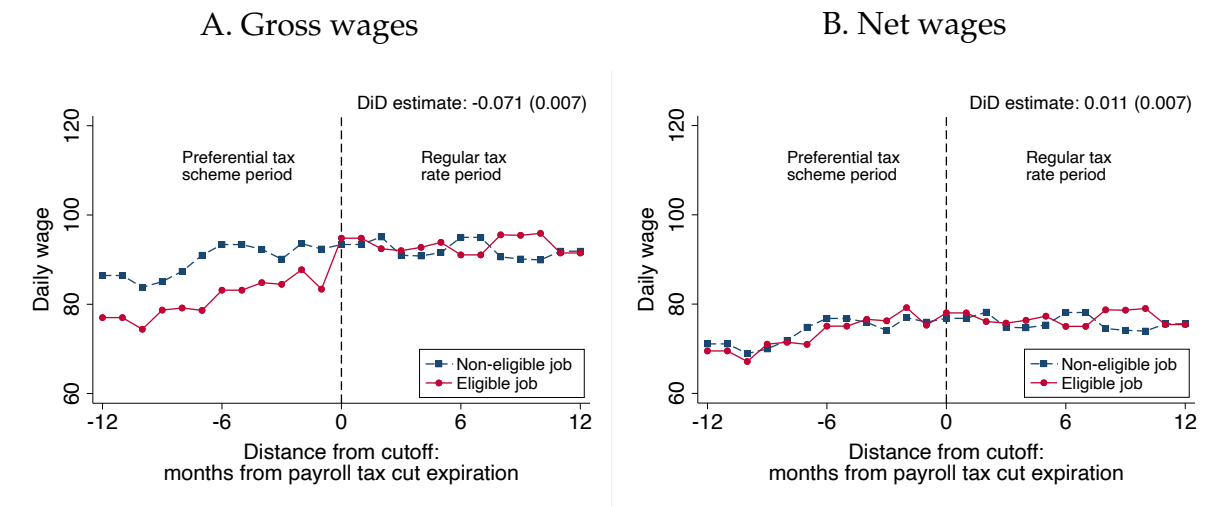 A. Gross wages
DiD estimate: -0.071 (0.007)
120
100
80
60
Daily wage
Preferential tax
scheme period
Regular tax
rate period
Non-eligible job
Eligible job
-12
-6
0
6
12
Distance from cutoff:
months from payroll tax cut expiration
B. Net wages
DiD estimate: 0.011 (0.007)
120
100
80
60
Daily wage
Preferential tax
scheme period
Regular tax
rate period
Non-eligible job
Eligible job
-12
-6
0
6
12
Distance from cutoff:
months from payroll tax cut expiration